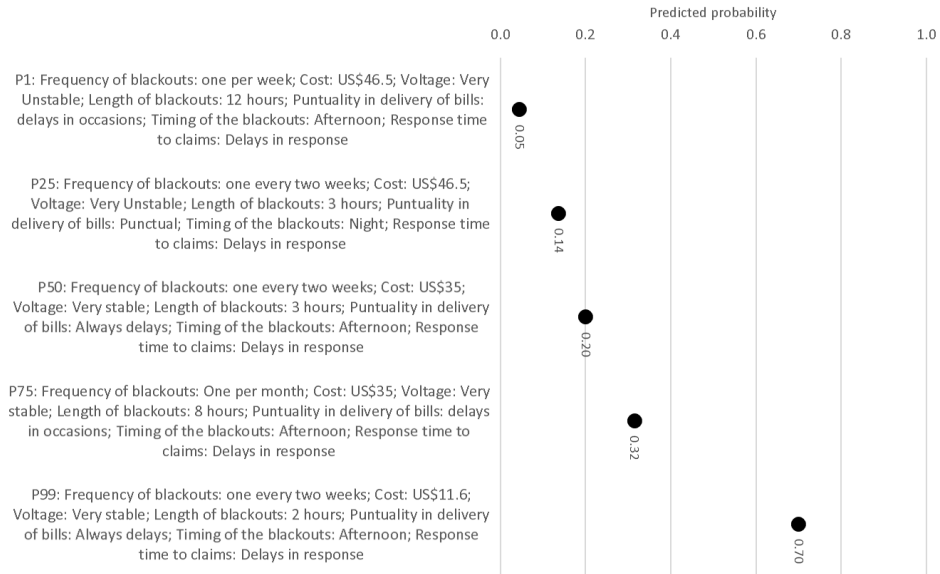 Predicted probability
0.0 0.2 0.4 0.6 0.8 1.0
P1: Frequency of blackouts: one per week; Cost: US$46.5; Voltage: Very
Unstable; Length of blackouts: 12 hours; Puntuality in delivery of bills:
delays in occasions; Timing of the blackouts: Afternoon; Response time
to claims: Delays in response
0.05
P25: Frequency of blackouts: one every two weeks; Cost: US$46.5;
Voltage: Very Unstable; Length of blackouts: 3 hours; Puntuality in
delivery of bills: Punctual; Timing of the blackouts: Night; Response time
to claims: Delays in response
0.14
P50: Frequency of blackouts: one every two weeks; Cost: US$35;
Voltage: Very stable; Length of blackouts: 3 hours; Puntuality in delivery
of bills: Always delays; Timing of the blackouts: Afternoon; Response
time to claims: Delays in response
0.20
P75: Frequency of blackouts: One per month; Cost: US$35; Voltage: Very
stable; Length of blackouts: 8 hours; Puntuality in delivery of bills: delays
in occasions; Timing of the blackouts: Afternoon; Response time to
claims: Delays in response
0.32
P99: Frequency of blackouts: one every two weeks; Cost: US$11.6;
Voltage: Very stable; Length of blackouts: 2 hours; Puntuality in delivery
of bills: Always delays; Timing of the blackouts: Afternoon; Response
time to claims: Delays in response
0.70